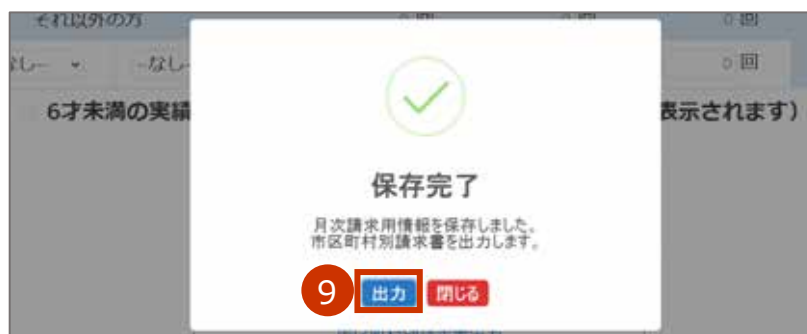 それ以外の方 0 回 0 回 0 回
-なし- 0 回
6才未満の実績 表示されます）
保存完了
月次請求用情報を保存しました。
市区町村別請求書を出力します。
9 出力 閉じる